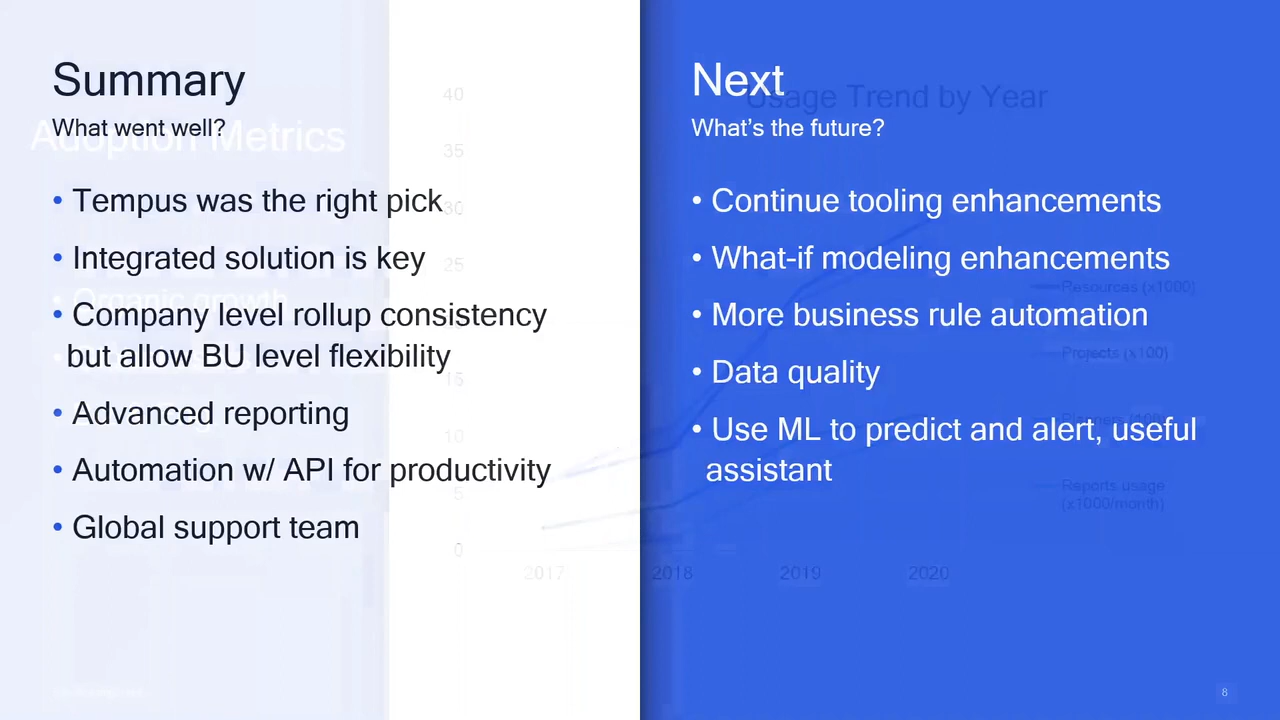 Summary
What went well?
• Tempus was the right pick
• Integrated solution is key
• Company level rollup consistency
but allow BU level flexibility
• Advanced reporting
• Automation w/ API for productivity
• Global support team
Next
What's the future?
• Continue tooling enhancements
• What-if modeling enhancements
• More business rule automation
• Data quality
• Use ML to predict and alert, useful
assistant
Adoption Metrics
• Organic growth
Usage Trend by Year
40
35
30
25
15
10
5
0
2017
2018
2019
2020
Resources (x1000)
Projects (x100)
Planners (100)
Reports usage
(x1000/month)
8